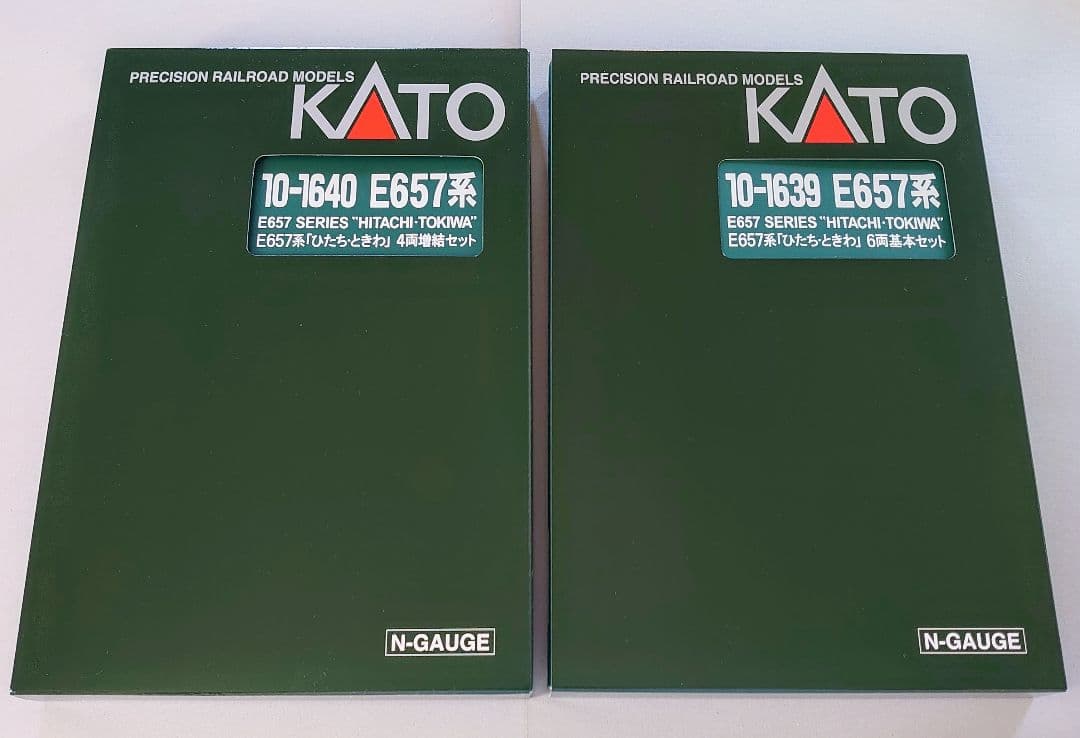 PRECISION RAILROAD MODELS
KATO
10-1640 E657系
E657 SERIES "HITACHI·TOKIWA"
E657系「ひたち·ときわ」 4両増結セット
N-GAUGE
PRECISION RAILROAD MODELS
KATO
10-1639 E657系
E657 SERIES "HITACHI·TOKIWA"
E657系「ひたち·ときわ」 6両基本セット
N-GAUGE